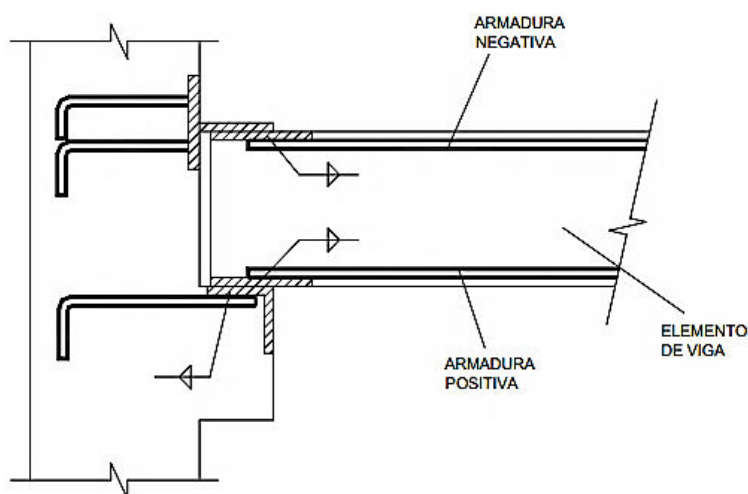 ARMADURA
NEGATIVA
ELEMENTO
DE VIGA
ARMADURA
POSITIVA